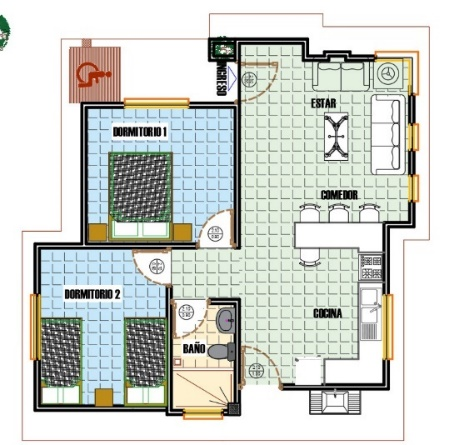 INGRESO
ESTAR
DORMITORIO 1
COMEDOR
DORMITORIO 2
COCINA
BAÑO